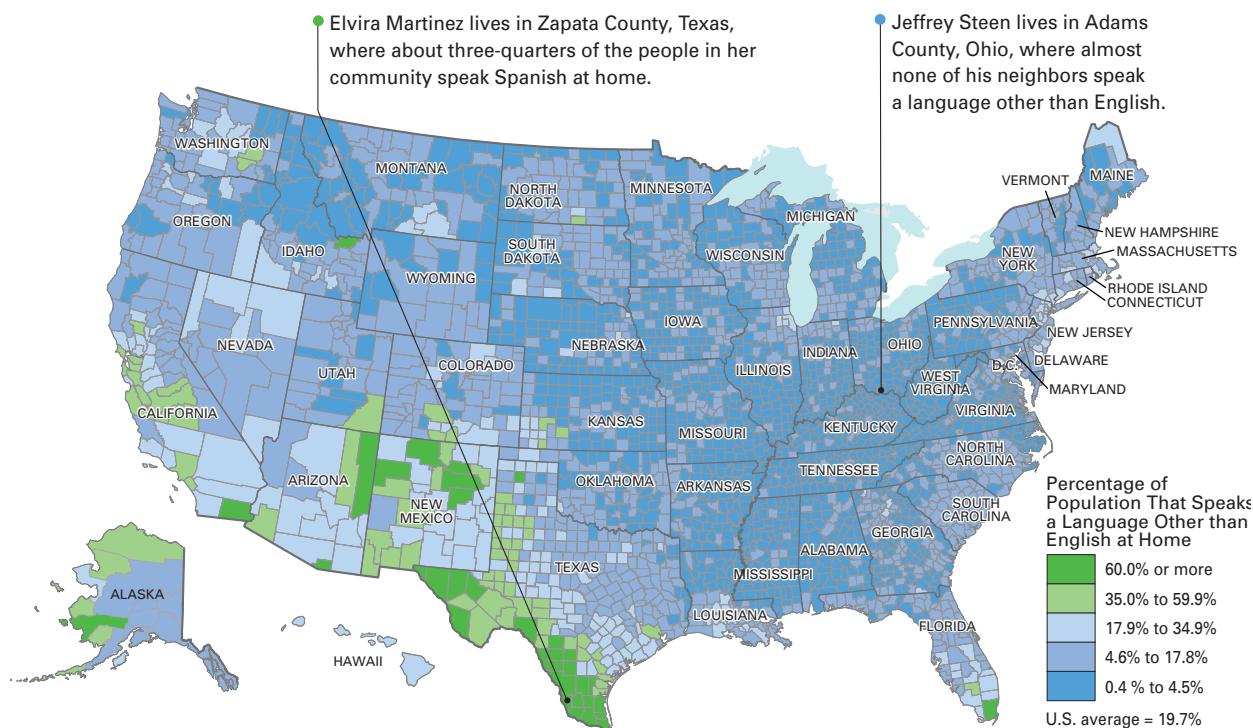 Elvira Martinez lives in Zapata County, Texas,
where about three-quarters of the people in her
community speak Spanish at home.
Jeffrey Steen lives in Adams
County, Ohio, where almost
none of his neighbors speak
a language other than English.
WASHINGTON
MONTANA
NORTH
DAKOTA
MINNESOTA
MICHIGAN
VERMONT
MAINE
OREGON
IDAHO
SOUTH
DAKOTA
WISCONSIN
NEW
YORK
NEW HAMPSHIRE
MASSACHUSETTS
WYOMING
RHODE ISLAND
CONNECTICUT
IOWA
PENNSYLVANIA
NEW JERSEY
NEVADA
NEBRASKA
INDIANA
OHIO
UTAH
COLORADO
ILLINOIS
WEST
VIRGINIA
D.C.
DELAWARE
MARYLAND
CALIFORNIA
KANSAS
MISSOURI
KENTUCKY
VIRGINIA
ARIZONA
NEW
MEXICO
OKLAHOMA
ARKANSAS
TENNESSEE
NORTH
CAROLINA
SOUTH
CAROLINA
GEORGIA
TEXAS
MISSISSIPPI
ALABAMA
LOUISIANA
FLORIDA
ALASKA
HAWAII
Percentage of
Population That Speaks
a Language Other than
English at Home
60.0% or more
35.0% to 59.9%
17.9% to 34.9%
4.6% to 17.8%
0.4 % to 4.5%
U.S. average = 19.7%